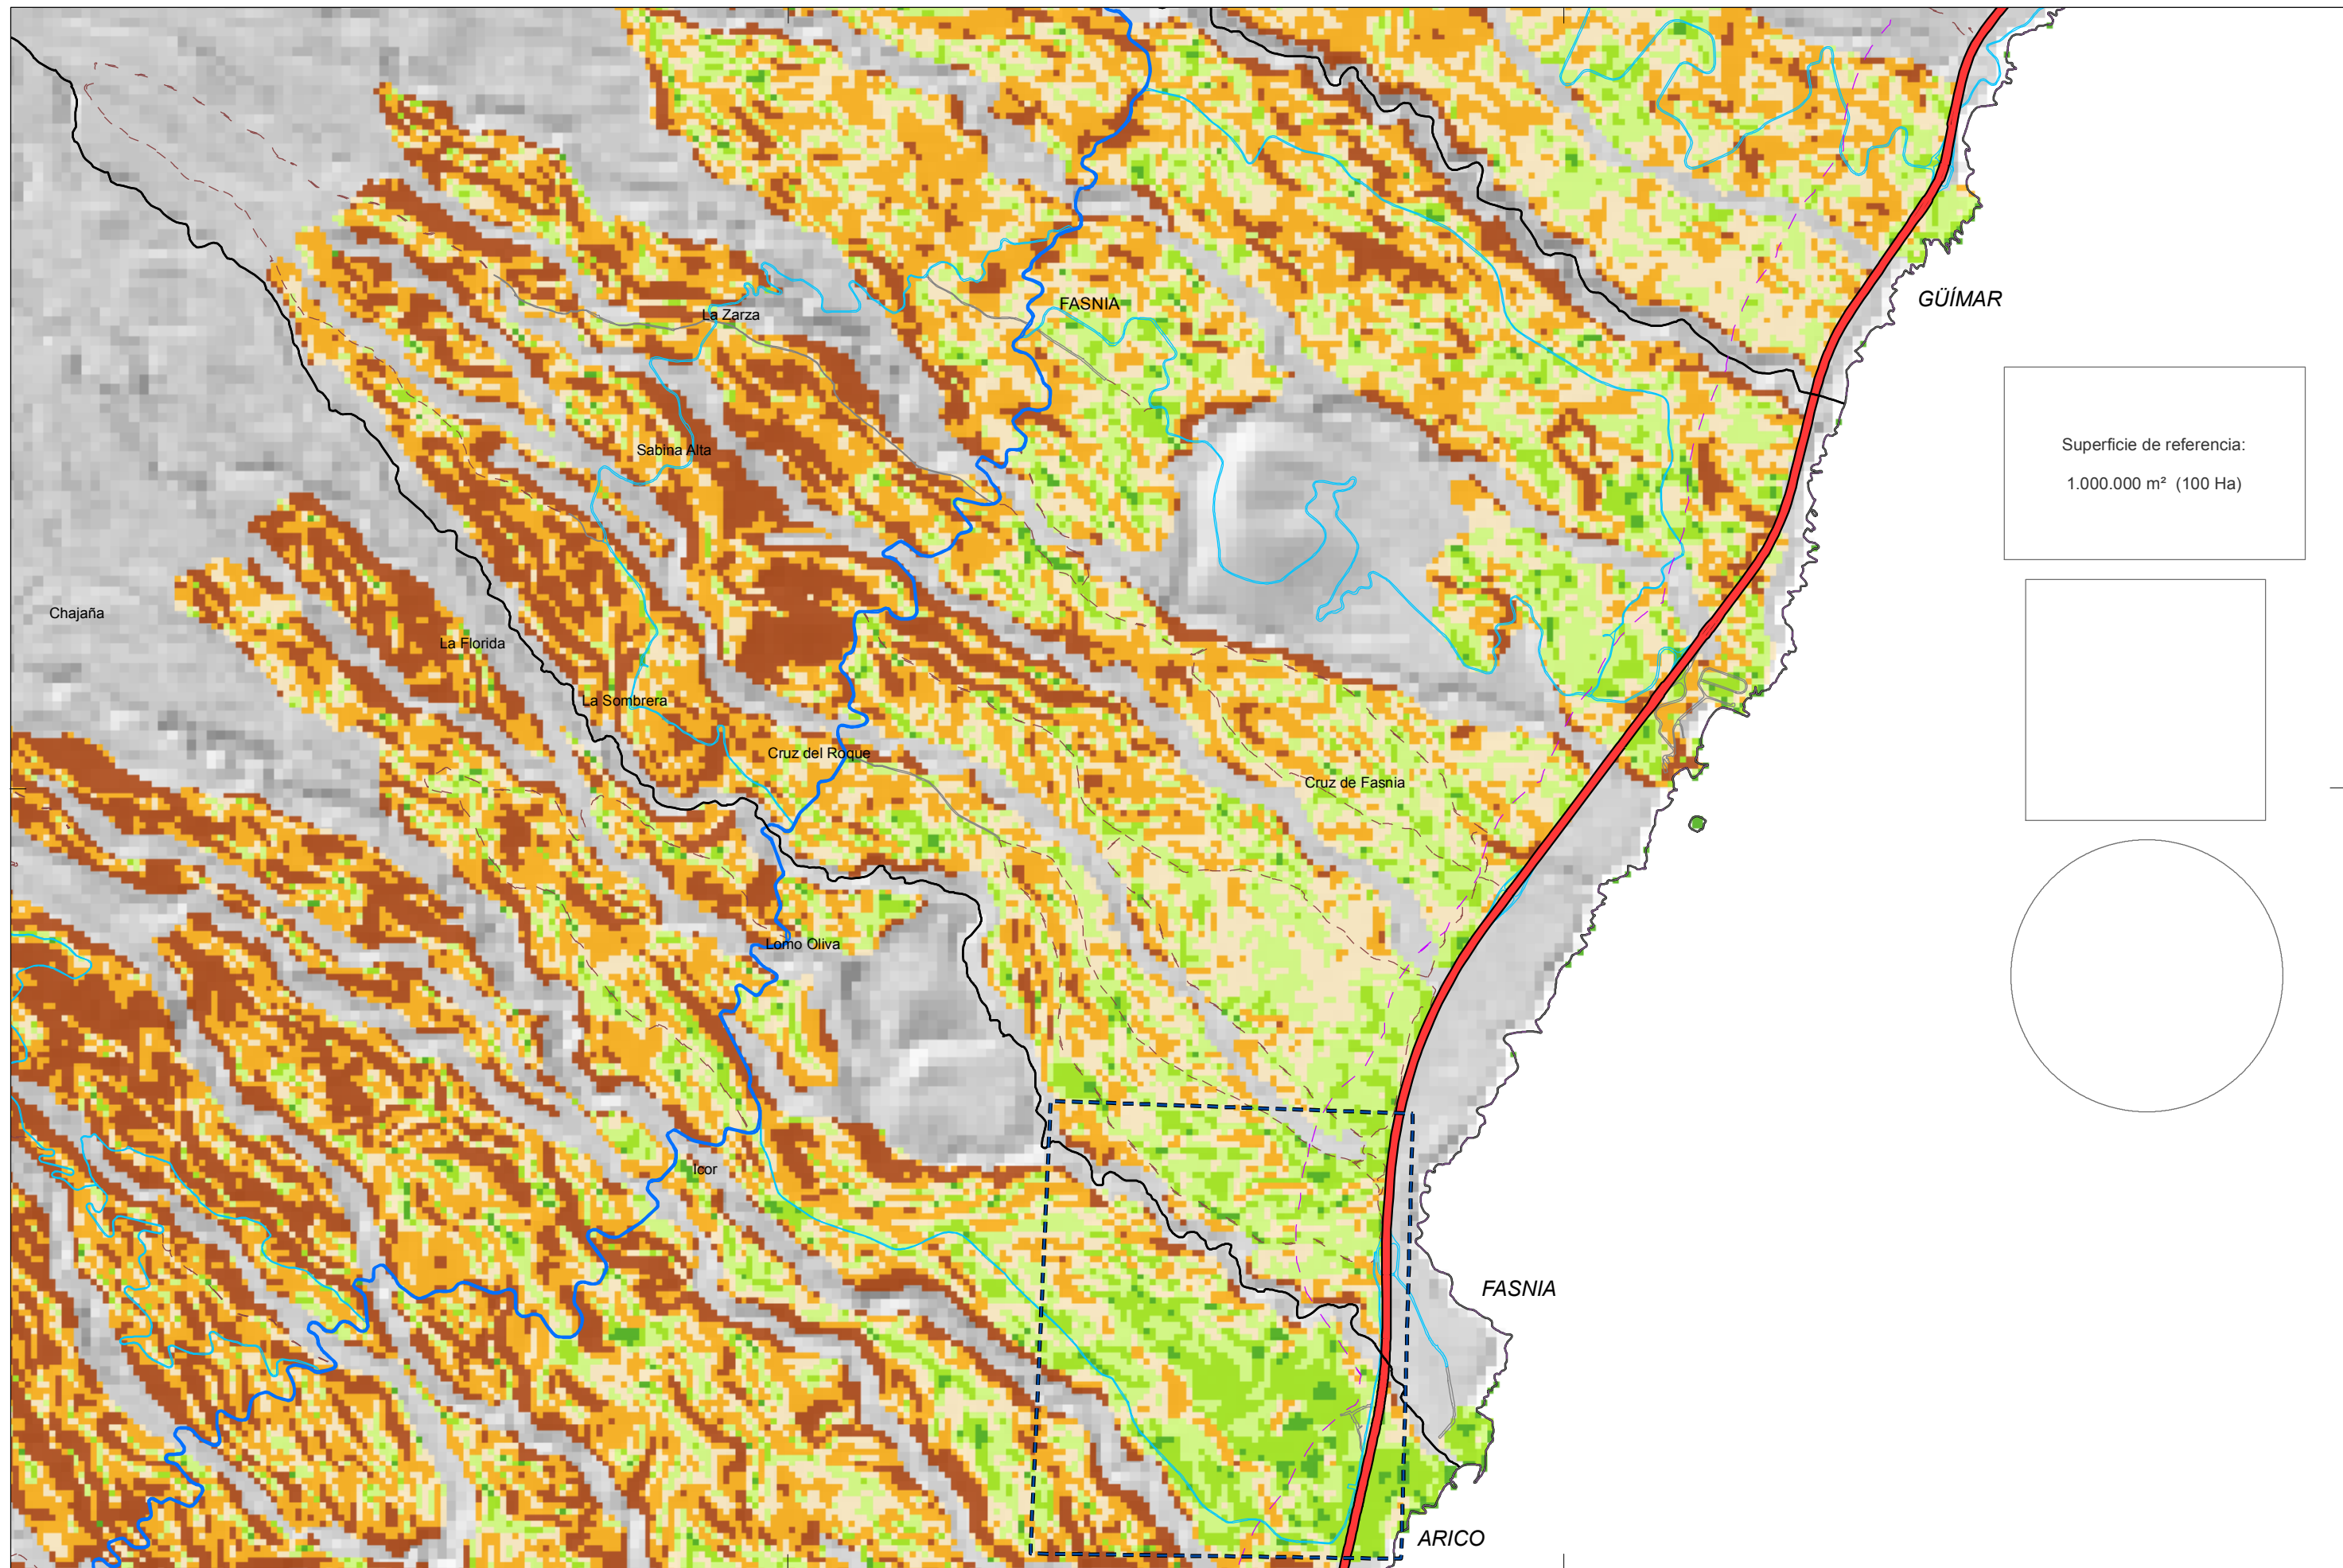 GÜÍMAR
FASNIA
La Zarza
Superficie de referencia:
Sabina Alta
1.000.000 m² (100 Ha)
Chajaña
La Florida
La Sombrera
Cruz del Roque
Cruz de Fasnia
Lomo Oliva
Icor
FASNIA
ARICO